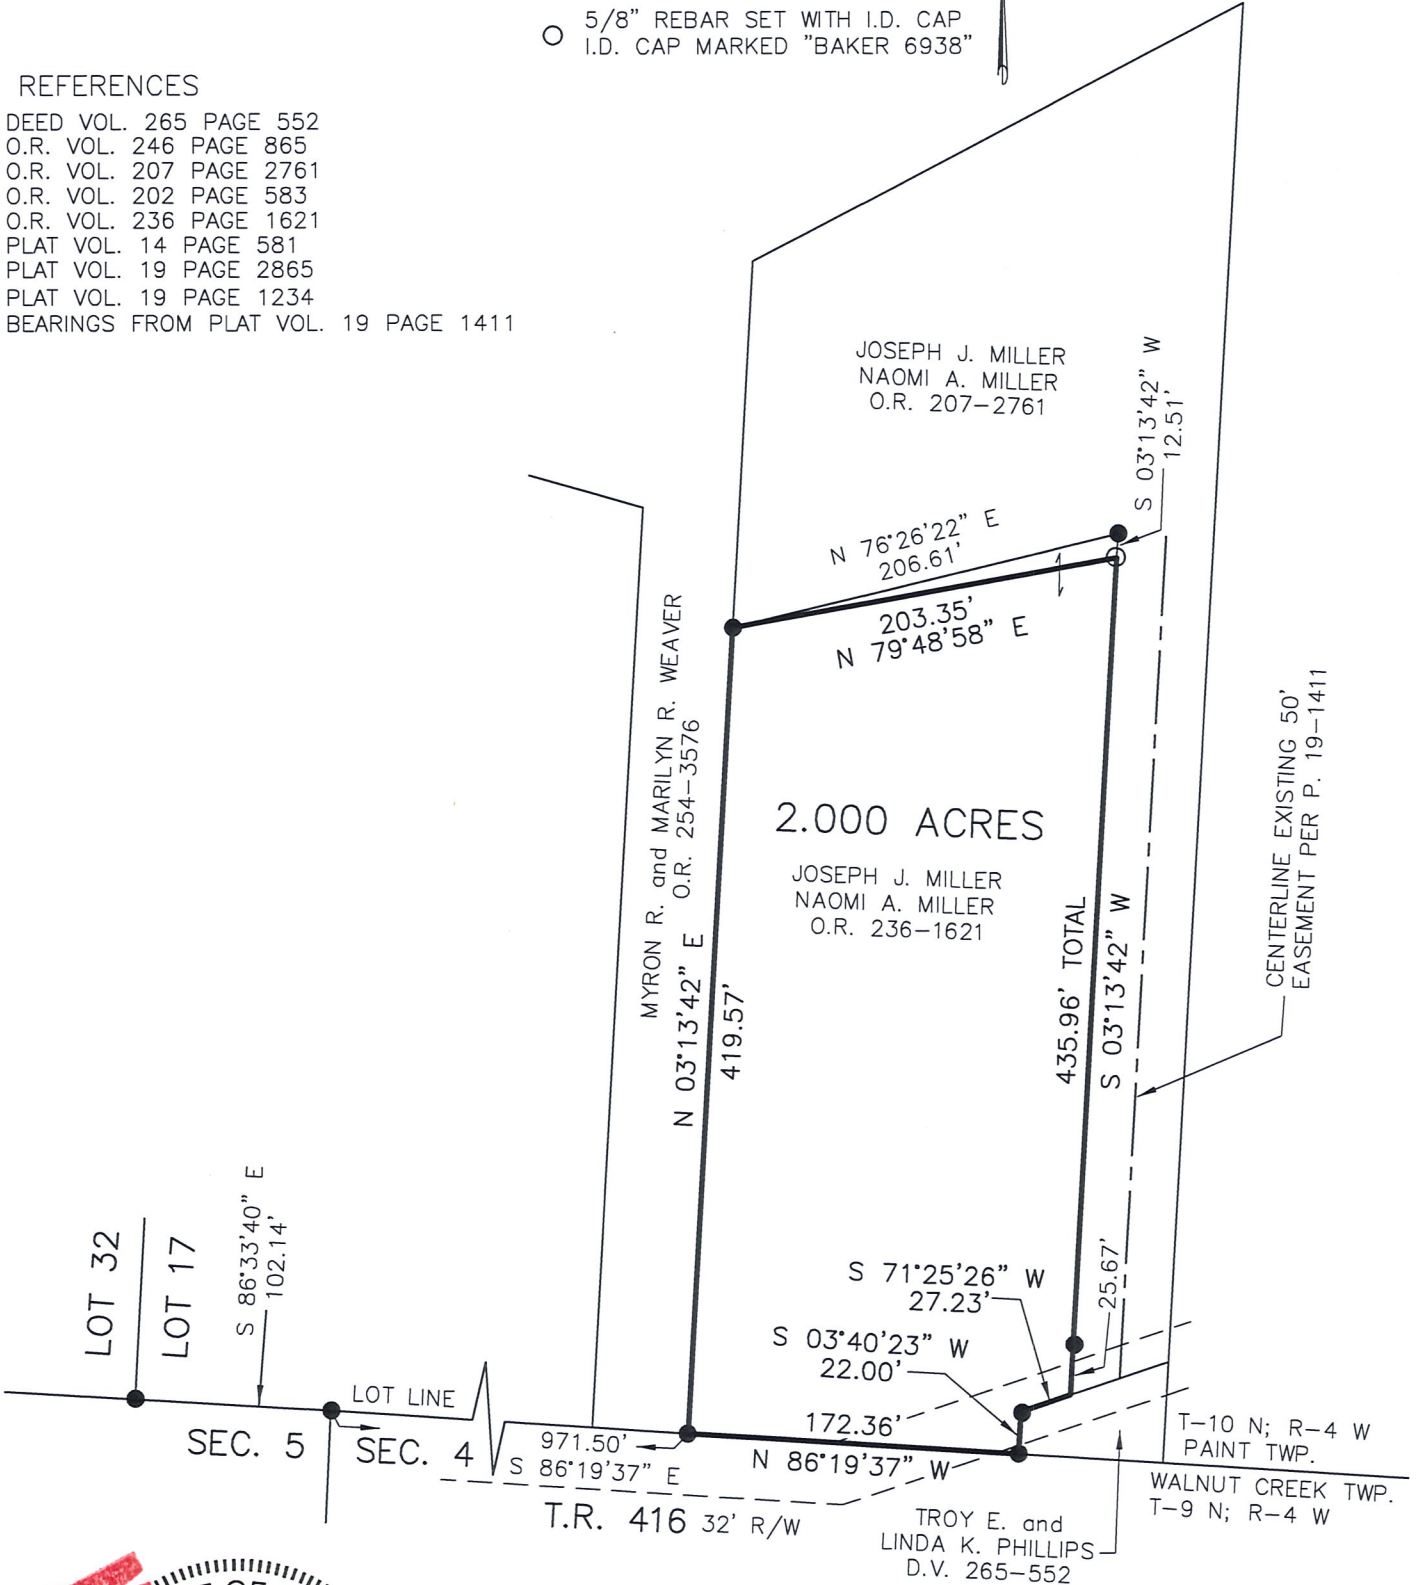 5/8" REBAR SET WITH I.D. CAP
I.D. CAP MARKED "BAKER 6938"
REFERENCES
DEED VOL. 265 PAGE 552
O.R. VOL. 246 PAGE 865
O.R. VOL. 207 PAGE 2761
O.R. VOL. 202 PAGE 583
O.R. VOL. 236 PAGE 1621
PLAT VOL. 14 PAGE 581
PLAT VOL. 19 PAGE 2865
PLAT VOL. 19 PAGE 1234
BEARINGS FROM PLAT VOL. 19 PAGE 1411
JOSEPH J. MILLER
NAOMI A. MILLER
O.R. 207-2761
S 03°13'42" W
12.51'
N 76°26'22" E
206.61'
203.35'
N 79°48'58" E
MYRON R. and MARILYN R. WEAVER
O.R. 254-3576
N 03°13'42" E
419.57'
2.000 ACRES
JOSEPH J. MILLER
NAOMI A. MILLER
O.R. 236-1621
435.96' TOTAL
S 03°13'42" W
CENTERLINE EXISTING 50'
EASEMENT PER P. 19-1411
LOT 32
LOT 17
S 86°33'40" E
102.14'
S 71°25'26" W
27.23'
25.67'
S 03°40'23" W
22.00'
LOT LINE
SEC. 5
SEC. 4
971.50'
S 86°19'37" E
172.36'
N 86°19'37" W
T-10 N; R-4 W
PAINT TWP.
WALNUT CREEK TWP.
T-9 N; R-4 W
T.R. 416 32' R/W
TROY E. and
LINDA K. PHILLIPS
D.V. 265-552